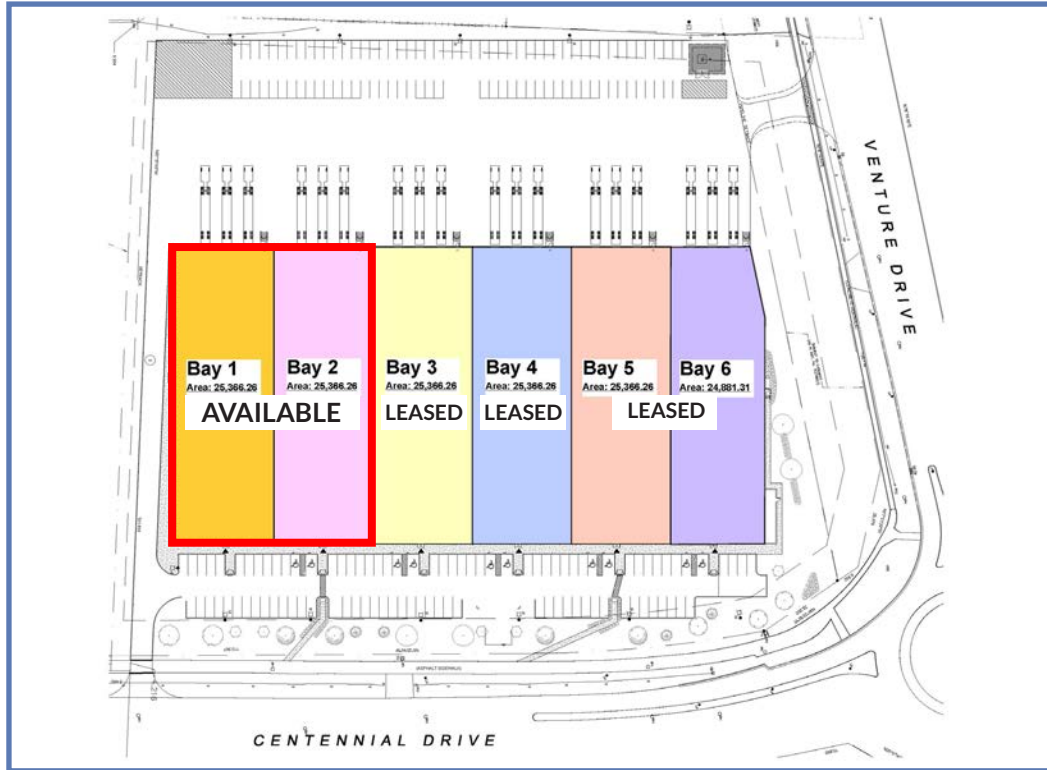 VENTURE DRIVE
Bay 1
Area: 25,366.26
Bay 2
Area: 25,366.26
AVAILABLE
Bay 3
Area: 25,366.26
LEASED
Bay 4
Area: 25,366.26
LEASED
Bay 5
Area: 25,366.26
Bay 6
Area: 24,881.31
LEASED
CENTENNIAL DRIVE